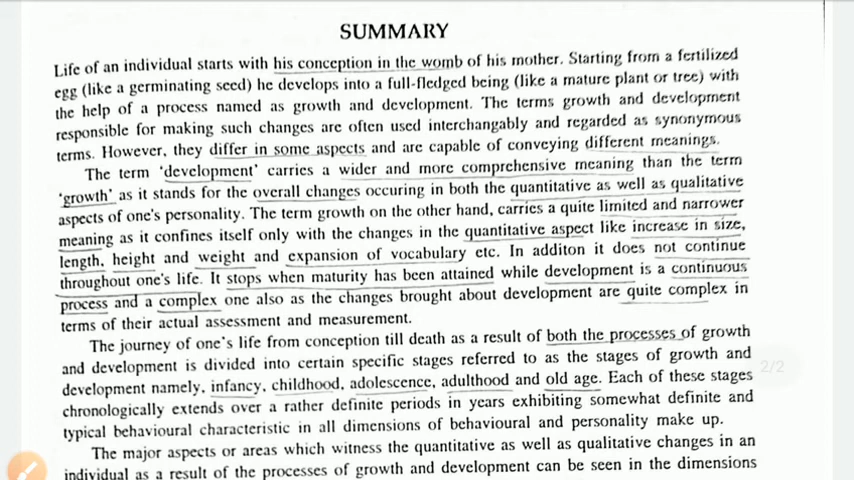 SUMMARY
Life of an individual starts with his conception in the womb of his mother. Starting from a fertilized
egg (like a germinating seed) he develops into a full-fledged being (like a mature plant or tree) with
the help of a process named as growth and development. The terms growth and development
responsible for making such changes are often used interchangably and regarded as synonymous
terms. However, they differ in some aspects and are capable of conveying different meanings.
The term 'development' carries a wider and more comprehensive meaning than the term
'growth' as it stands for the overall changes occuring in both the quantitative as well as qualitative
aspects of one's personality. The term growth on the other hand, carries a quite limited and narrower
meaning as it confines itself only with the changes in the quantitative aspect like increase in size,
length, height and weight and expansion of vocabulary etc. In additon it does not continue
throughout one's life. It stops when maturity has been attained while development is a continuous
process and a complex one also as the changes brought about development are quite complex in
terms of their actual assessment and measurement.
The journey of one's life from conception till death as a result of both the processes of growth
and development is divided into certain specific stages referred to as the stages of growth and
development namely, infancy, childhood, adolescence, adulthood and old age. Each of these stages
chronologically extends over a rather definite periods in years exhibiting somewhat definite and
typical behavioural characteristic in all dimensions of behavioural and personality make up.
The major aspects or areas which witness the quantitative as well as qualitative changes in an
individual as a result of the processes of growth and development can be seen in the dimensions
2/2